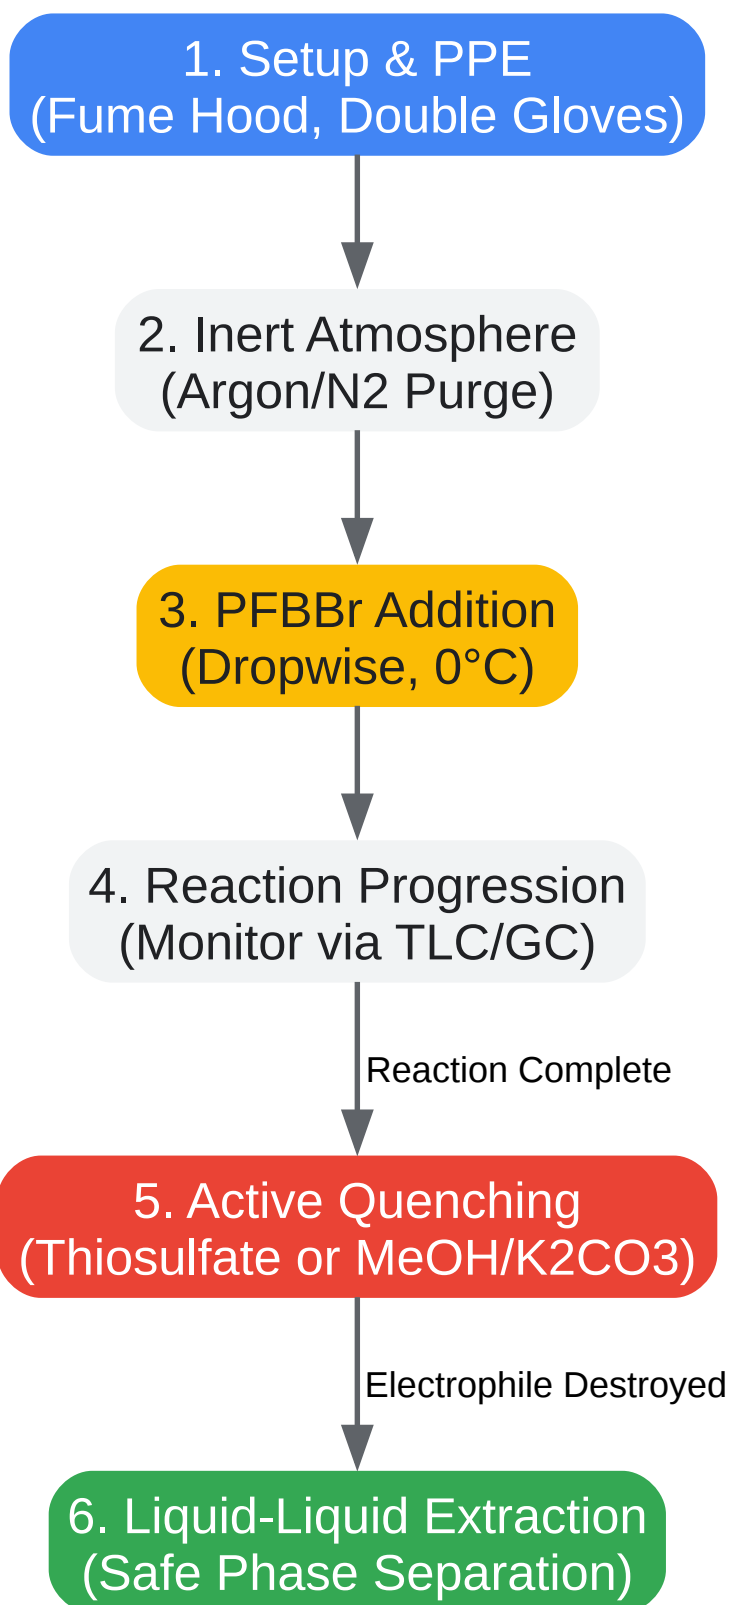 1. Setup & PPE
(Fume Hood, Double Gloves)
2. Inert Atmosphere
(Argon/N2 Purge)
3. PFBBr Addition
(Dropwise, 0°C)
4. Reaction Progression
(Monitor via TLC/GC)
Reaction Complete
5. Active Quenching
(Thiosulfate or MeOH/K2CO3)
Electrophile Destroyed
6. Liquid-Liquid Extraction
(Safe Phase Separation)